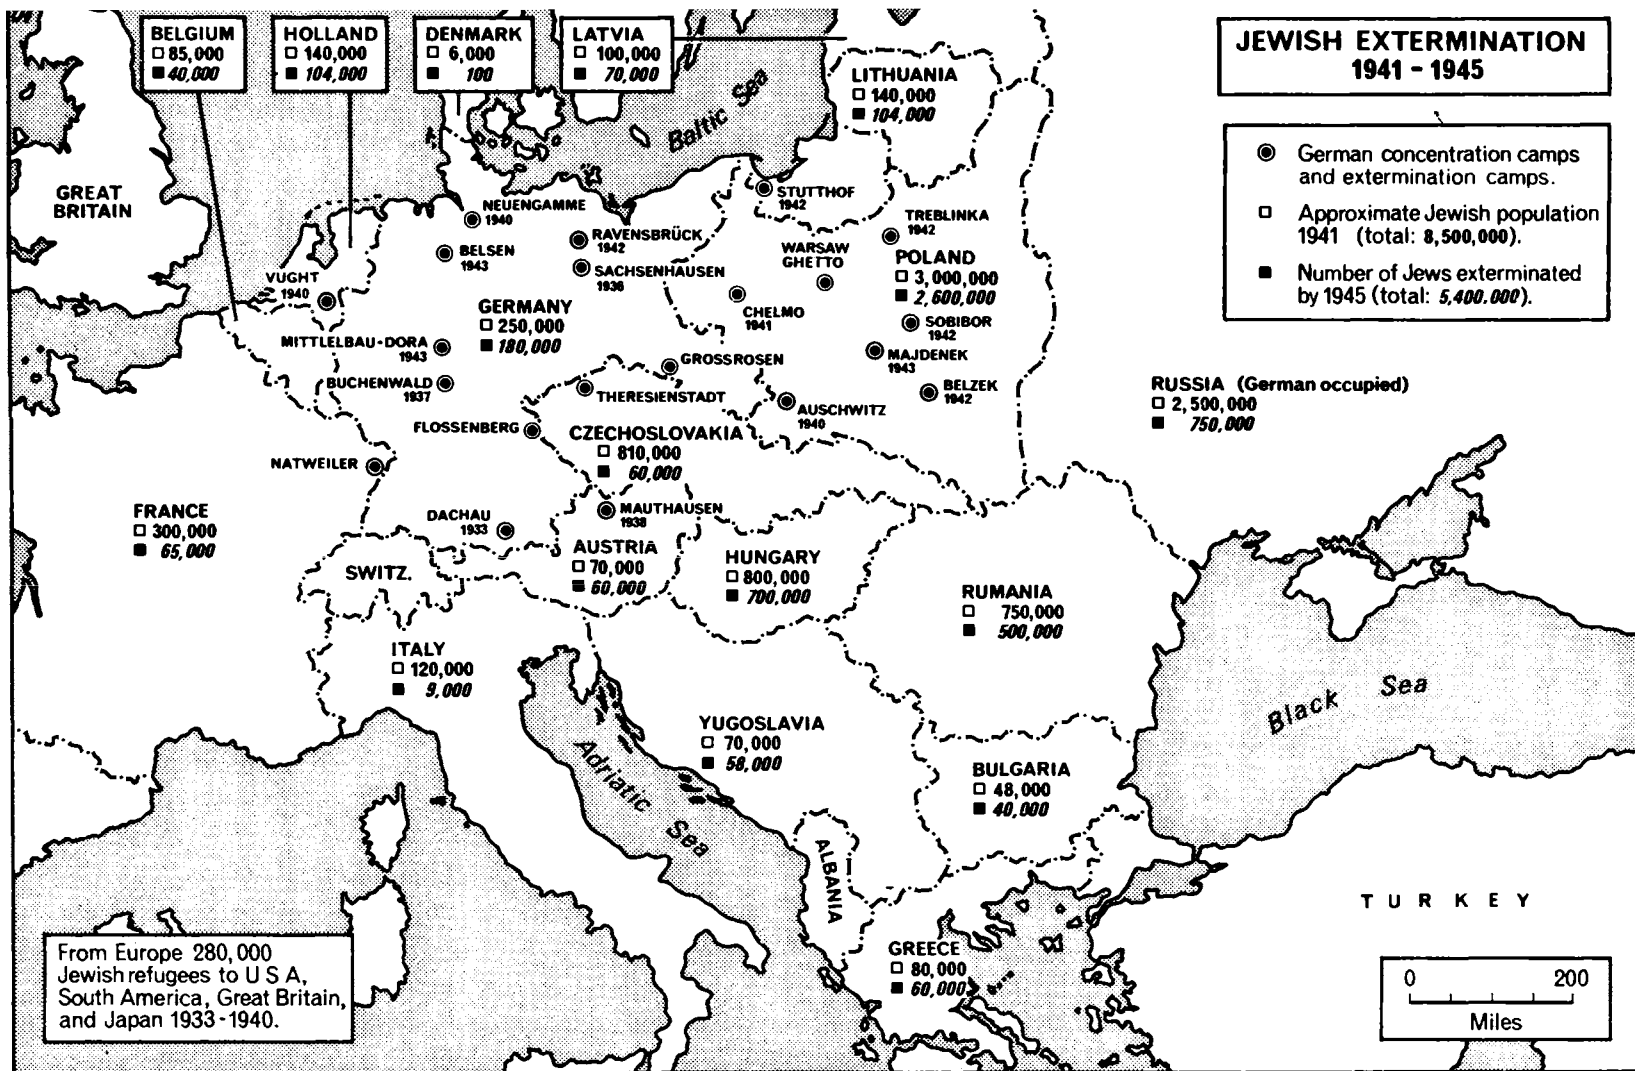 BELGIUM
□ 85,000
■ 40,000
HOLLAND
□ 140,000
■ 104,000
DENMARK
□ 6,000
■ 100
LATVIA
□ 100,000
■ 70,000
JEWISH EXTERMINATION
1941 - 1945
German concentration camps
and extermination camps.
□ Approximate Jewish population
1941 (total: 8,500,000).
■ Number of Jews exterminated
by 1945 (total: 5,400.000).
LITHUANIA
□ 140,000
■ 104,000
Baltic Sea
GREAT
BRITAIN
NEUENGAMME
1940
BELSEN
1943
RAVENSBRÜCK
1942
SACHSENHAUSEN
1936
STUTTHOF
1942
TREBLINKA
1942
WARSAW
GHETTO
POLAND
□ 3,000,000
■ 2,600,000
VUGHT
1940
GERMANY
□ 250,000
■ 180,000
CHELMO
1941
SOBIBOR
1942
MITTLELBAU-DORA
1943
MAJDENEK
1943
GROSSROSEN
BUCHENWALD
1937
THERESIENSTADT
AUSCHWITZ
1940
BELZEK
1942
RUSSIA (German occupied)
□ 2,500,000
■ 750,000
FLOSSENBERG
CZECHOSLOVAKIA
□ 810,000
■ 60,000
NATWEILER
FRANCE
□ 300,000
■ 65,000
DACHAU
1933
MAUTHAUSEN
1938
AUSTRIA
□ 70,000
■ 60,000
SWITZ.
HUNGARY
□ 800,000
■ 700,000
RUMANIA
□ 750,000
■ 500,000
ITALY
□ 120,000
■ 9,000
Black Sea
YUGOSLAVIA
□ 70,000
■ 58,000
Adriatic Sea
BULGARIA
□ 48,000
■ 40,000
ALBANIA
TURKEY
GREECE
□ 80,000
■ 60,000
From Europe 280,000
Jewish refugees to U S A,
South America, Great Britain,
and Japan 1933-1940.
0 200
Miles